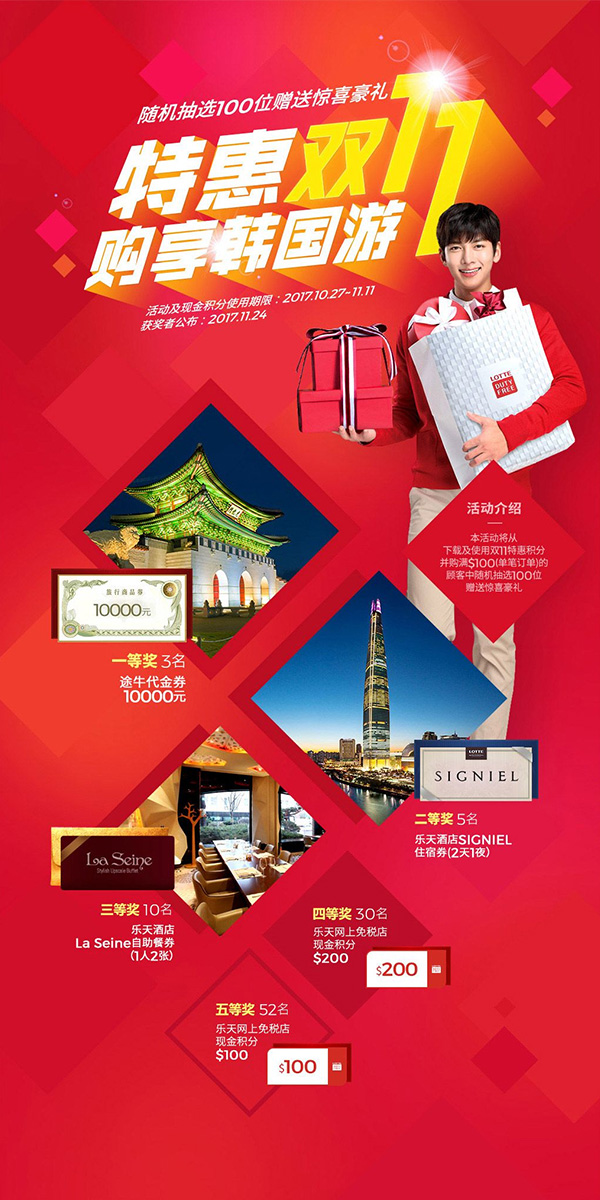 随机抽选100位赠送惊喜豪礼
特惠双11
购享韩国游
活动及现金积分使用期限：2017.10.27~11.11
获奖者公布：2017.11.24
LOTTE
DUTY
FREE
活动介绍
本活动将从
下载及使用双11特惠积分
并购满$100(单笔订单)的
顾客中随机抽选100位
赠送惊喜豪礼
旅行商品券
10000元
一等奖 3名
途牛代金券
10000元
LOTTE
SIGNIEL
二等奖 5名
乐天酒店SIGNIEL
住宿券(2天1夜)
La Seine
Stylish Live Buffet
三等奖 10名
乐天酒店
La Seine自助餐券
(1人2张)
四等奖 30名
乐天网上免税店
现金积分
$200
$200
五等奖 52名
乐天网上免税店
现金积分
$100
$100